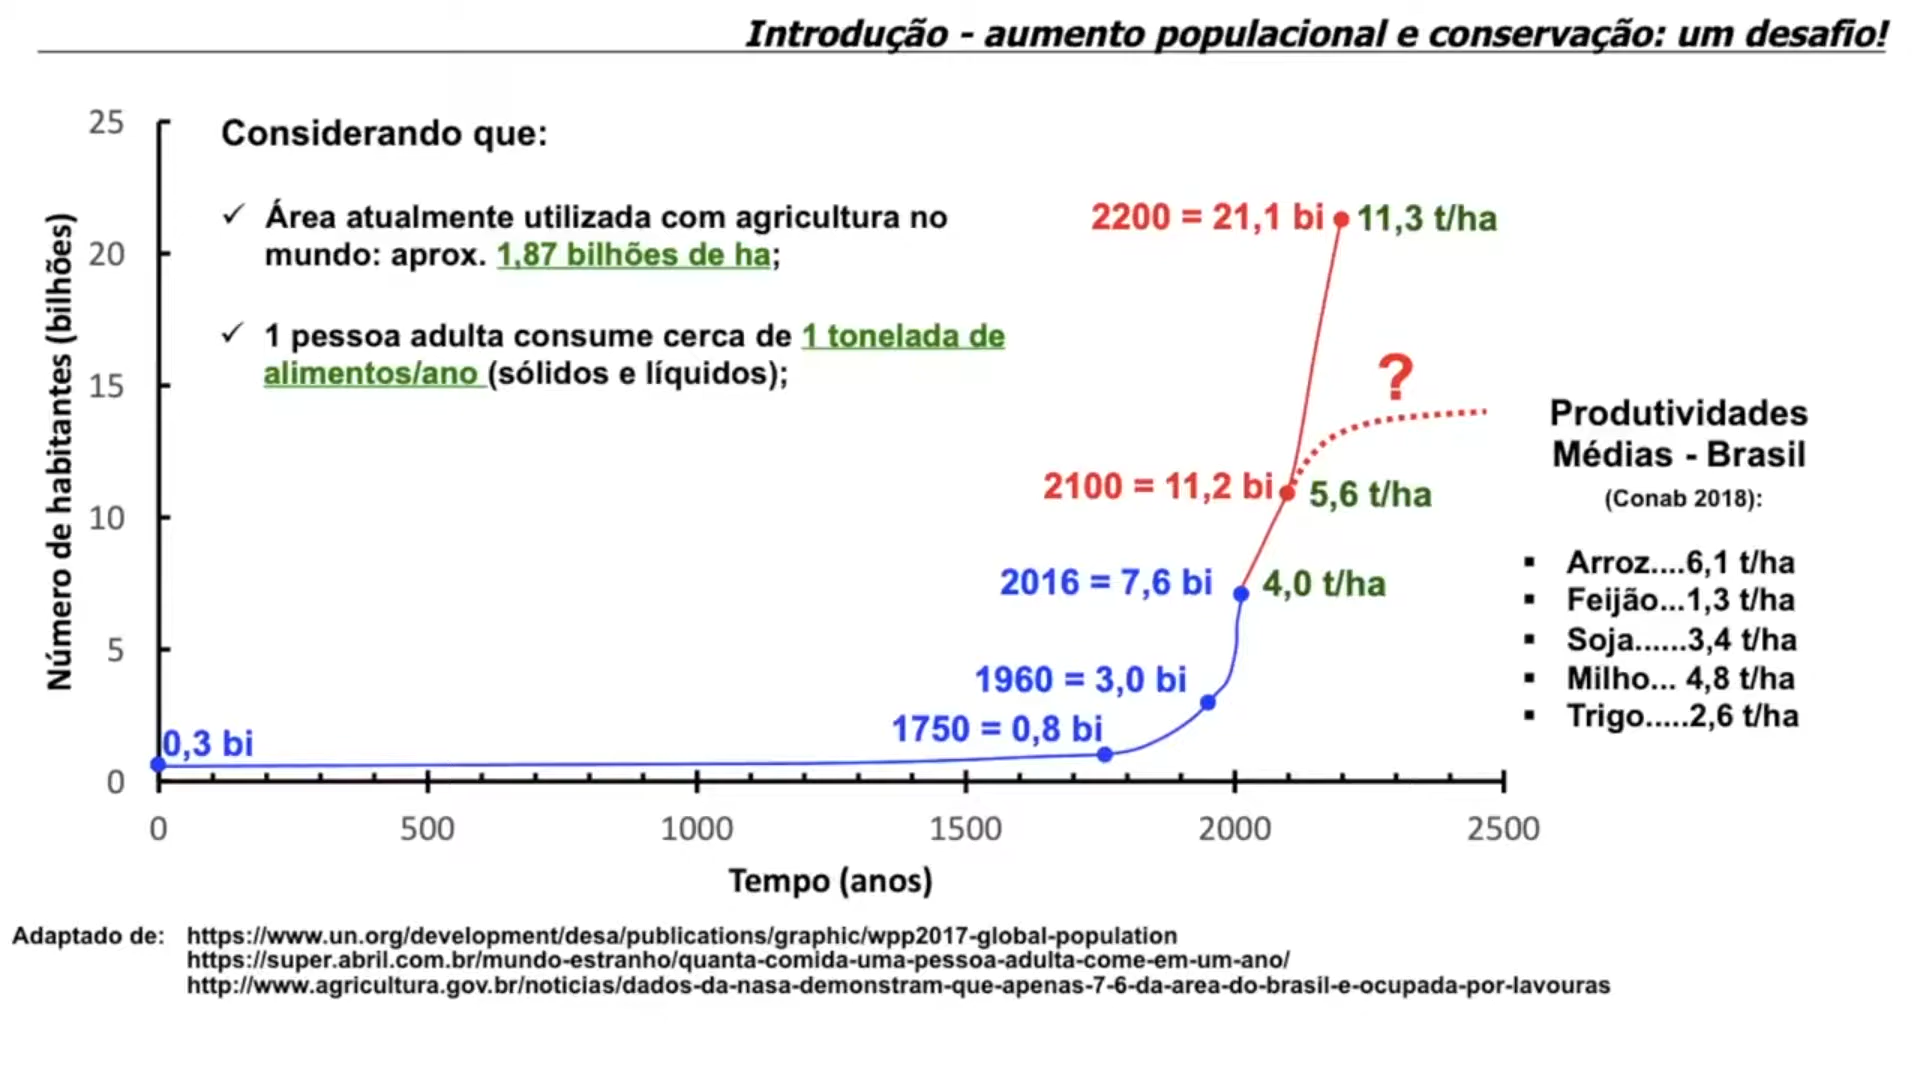 Introdução - aumento populacional e conservação: um desafio!
Considerando que:
✓ Área atualmente utilizada com agricultura no
mundo: aprox. 1,87 bilhões de ha;
✓ 1 pessoa adulta consume cerca de 1 tonelada de
alimentos/ano (sólidos e líquidos);
Número de habitantes (bilhões)
25
20
15
10
5
0
2200 = 21,1 bi
11,3 t/ha
?
2100 = 11,2 bi
5,6 t/ha
2016 = 7,6 bi
4,0 t/ha
1960 = 3,0 bi
1750 = 0,8 bi
0,3 bi
0
500
1000
1500
2000
2500
Tempo (anos)
Produtividades
Médias - Brasil
(Conab 2018):
▪ Arroz....6,1 t/ha
▪ Feijão...1,3 t/ha
▪ Soja......3,4 t/ha
▪ Milho... 4,8 t/ha
▪ Trigo.....2,6 t/ha
Adaptado de: https://www.un.org/development/desa/publications/graphic/wpp2017-global-population
https://super.abril.com.br/mundo-estranho/quanta-comida-uma-pessoa-adulta-come-em-um-ano/
http://www.agricultura.gov.br/noticias/dados-da-nasa-demonstram-que-apenas-7-6-da-area-do-brasil-e-ocupada-por-lavouras